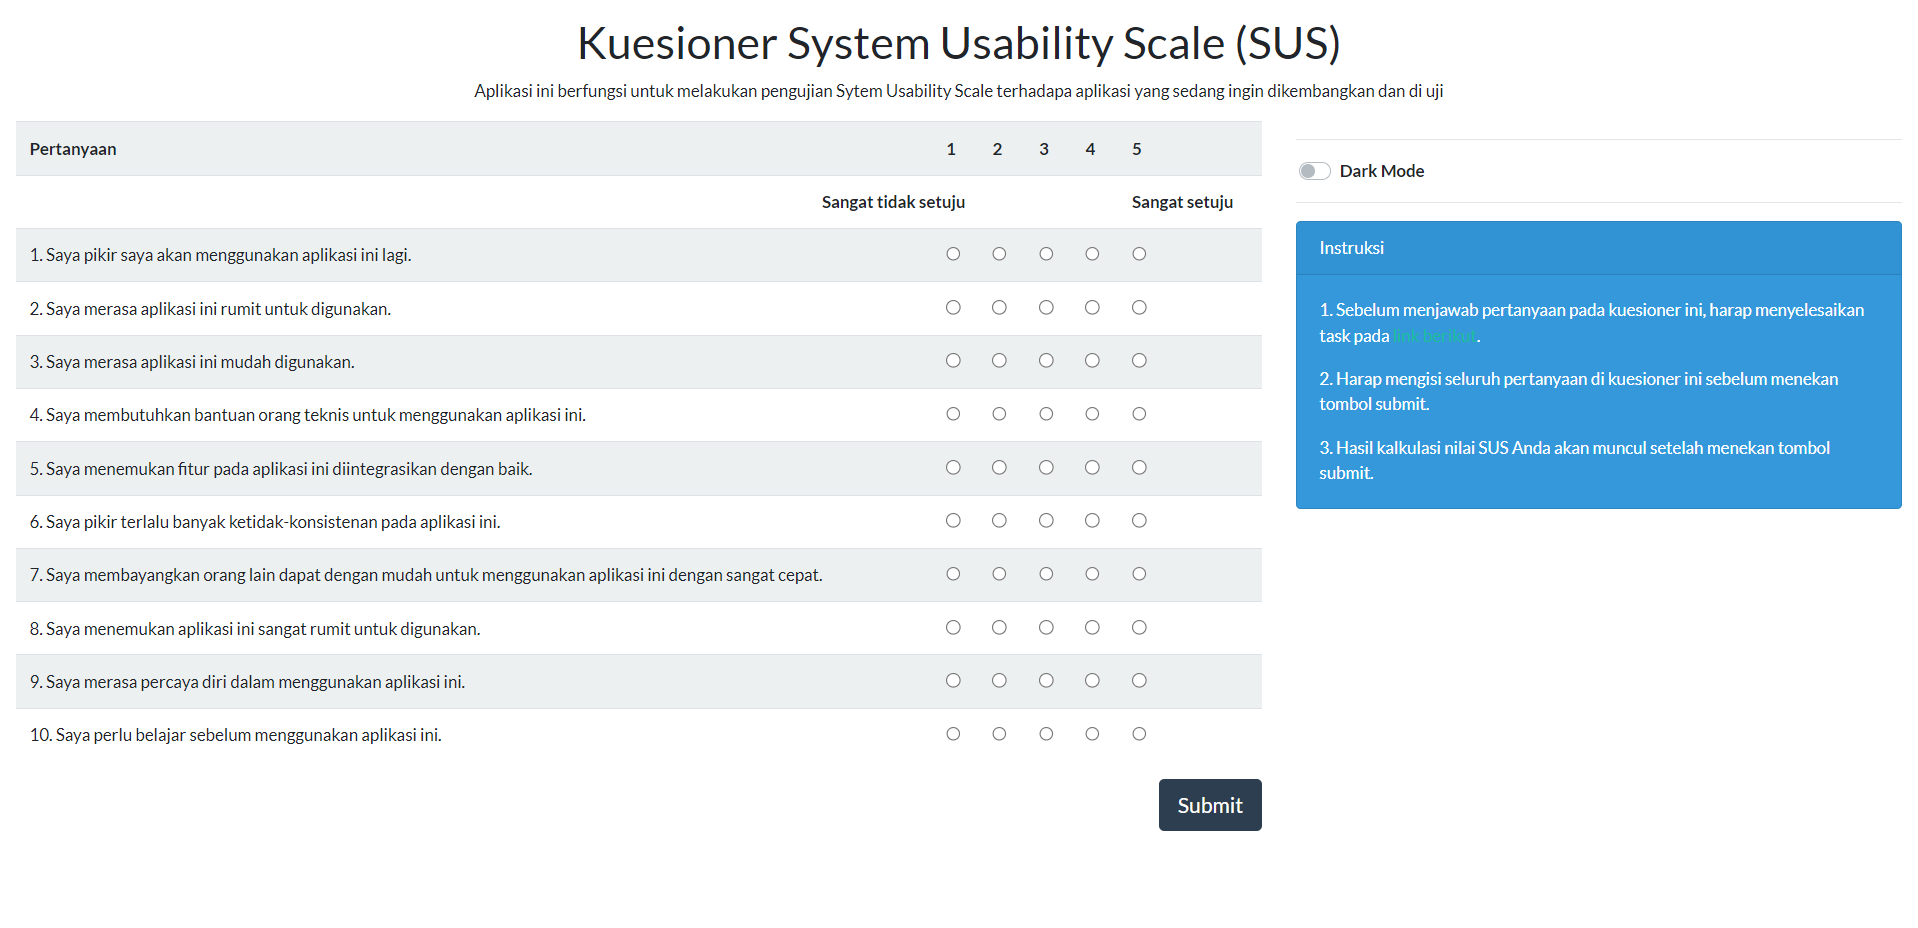 Kuesioner System Usability Scale (SUS)
Aplikasi ini berfungsi untuk melakukan pengujian Sytem Usability Scale terhadapa aplikasi yang sedang ingin dikembangkan dan di uji
Pertanyaan 1 2 3 4 5
Sangat tidak setuju Sangat setuju
1. Saya pikir saya akan menggunakan aplikasi ini lagi.
2. Saya merasa aplikasi ini rumit untuk digunakan.
3. Saya merasa aplikasi ini mudah digunakan.
4. Saya membutuhkan bantuan orang teknis untuk menggunakan aplikasi ini.
5. Saya menemukan fitur pada aplikasi ini diintegrasikan dengan baik.
6. Saya pikir terlalu banyak ketidak-konsistenan pada aplikasi ini.
7. Saya membayangkan orang lain dapat dengan mudah untuk menggunakan aplikasi ini dengan sangat cepat.
8. Saya menemukan aplikasi ini sangat rumit untuk digunakan.
9. Saya merasa percaya diri dalam menggunakan aplikasi ini.
10. Saya perlu belajar sebelum menggunakan aplikasi ini.
Submit
Dark Mode
Instruksi
1. Sebelum menjawab pertanyaan pada kuesioner ini, harap menyelesaikan
task pada link berikut.
2. Harap mengisi seluruh pertanyaan di kuesioner ini sebelum menekan
tombol submit.
3. Hasil kalkulasi nilai SUS Anda akan muncul setelah menekan tombol
submit.